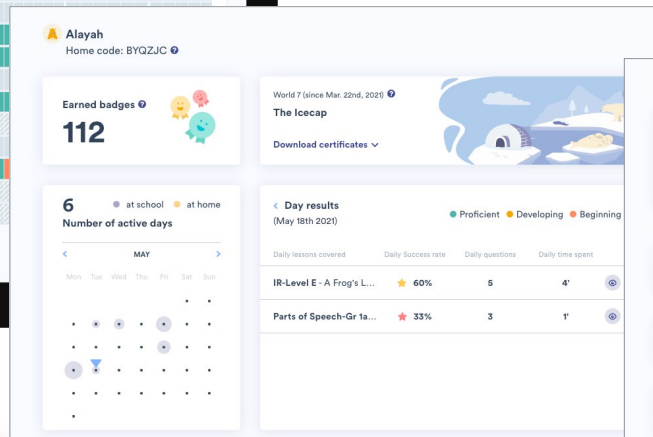 Alayah
Home code: BYQZJC ?
Earned badges ?
112
World 7 (since Mar. 22nd, 2021) ?
The Icecap
Download certificates
6
at school
at home
Number of active days
< MAY >
Mon Tue Wed Thu Fri Sat Sun
< Day results
(May 18th 2021)
Proficient
Developing
Beginning
Daily lessons covered
Daily Success rate
Daily questions
Daily time spent
IR-Level E - A Frog's L...
60%
5
4'
Parts of Speech-Gr 1a...
33%
3
1'